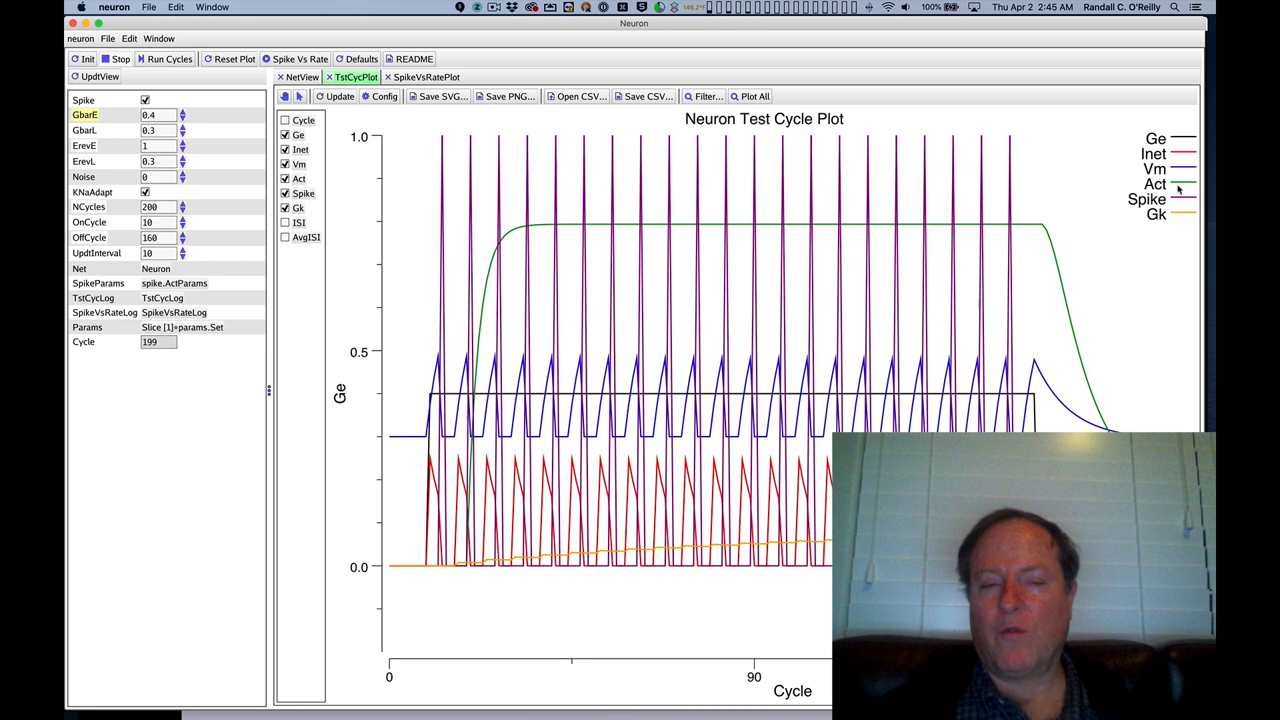 neuron File Edit Window 146.2°F 100% Thu Apr 2 2:45 AM Randall C. O'Reilly
Neuron
neuron File Edit Window
Init Stop Run Cycles Reset Plot Spike Vs Rate Defaults README
UpdtView
NetView TstCycPlot SpikeVsRatePlot
Update Config Save SVG... Save PNG... Open CSV... Save CSV... Filter... Plot All
Spike
GbarE 0.4
GbarL 0.3
ErevE 1
ErevL 0.3
Noise 0
KNaAdapt
NCycles 200
OnCycle 10
OffCycle 160
UpdtInterval 10
Net Neuron
SpikeParams spike.ActParams
TstCycLog TstCycLog
SpikeVsRateLog SpikeVsRateLog
Params Slice [1]*params.Set
Cycle 199
Cycle
Ge
Inet
Vm
Act
Spike
Gk
ISI
AvgISI
Neuron Test Cycle Plot
1.0
0.5
0.0
Ge
Ge
Inet
Vm
Act
Spike
Gk
0 90
Cycle